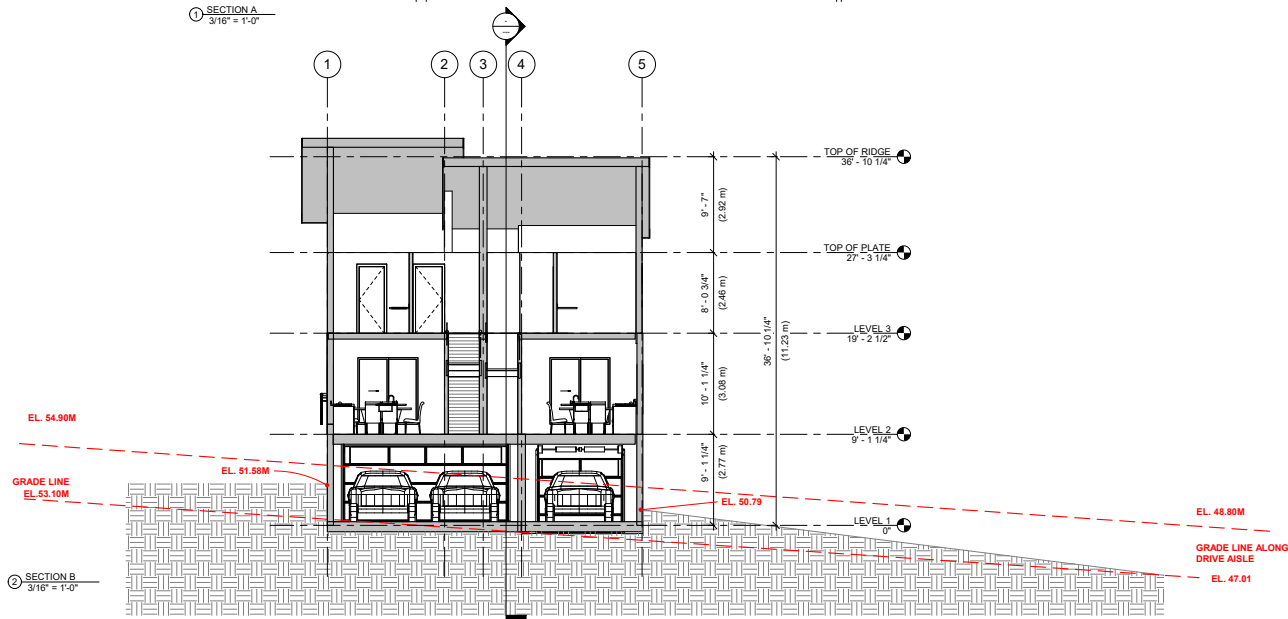 1 SECTION A
3/16" = 1'-0"
1 2 3 4 5
TOP OF RIDGE
36' - 10 1/4"
9' - 7"
(2.92 m)
TOP OF PLATE
27' - 3 1/4"
8' - 0 3/4"
(2.46 m)
LEVEL 3
19' - 2 1/2"
36' - 10 1/4"
(11.23 m)
10' - 1 1/4"
(3.08 m)
EL. 54.90M
LEVEL 2
9' - 1 1/4"
9' - 1 1/4"
(2.77 m)
EL. 51.58M
GRADE LINE
EL.53.10M
EL. 50.79
EL. 48.80M
LEVEL 1
0"
GRADE LINE ALONG
DRIVE AISLE
EL. 47.01
2 SECTION B
3/16" = 1'-0"